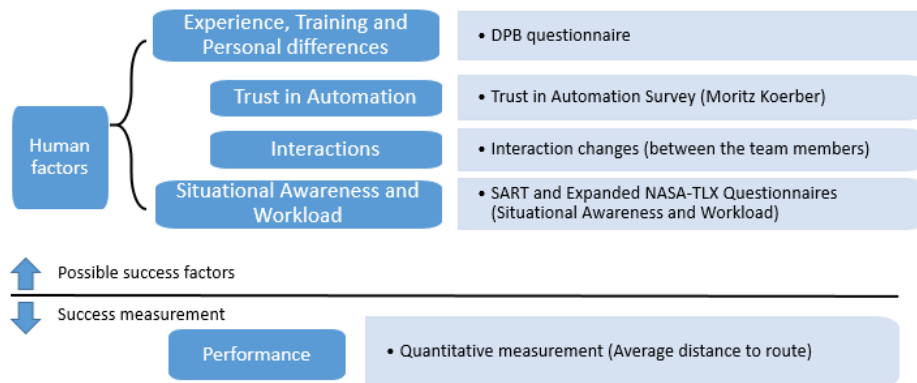 Experience, Training and
Personal differences
• DPB questionnaire
Trust in Automation
• Trust in Automation Survey (Moritz Koerber)
Human
factors
Interactions
• Interaction changes (between the team members)
Situational Awareness and
Workload
• SART and Expanded NASA-TLX Questionnaires
(Situational Awareness and Workload)
Possible success factors
Success measurement
Performance
• Quantitative measurement (Average distance to route)